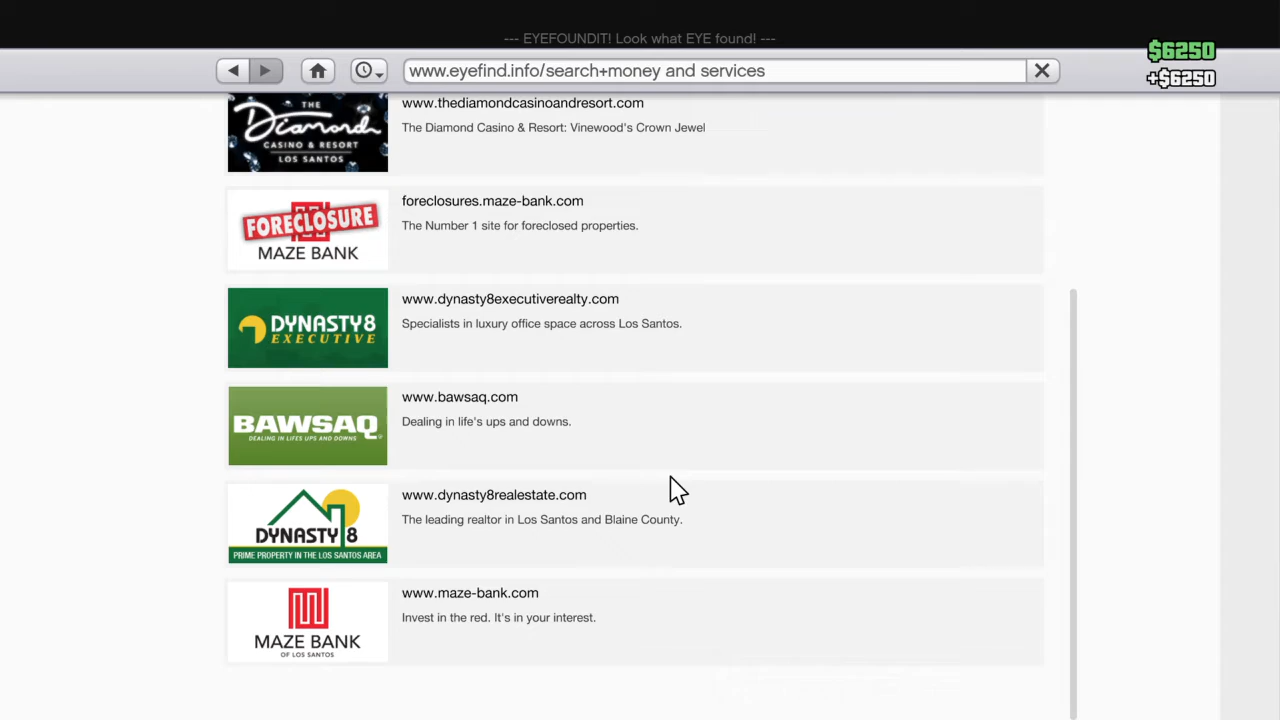 --- EYEFOUNDIT! Look what EYE found! ---
$6250
www.eyefind.info/search+money and services
+$6250
THE
Diamond
CASINO & RESORT
LOS SANTOS
www.thediamondcasinoandresort.com
The Diamond Casino & Resort: Vinewood's Crown Jewel
FORECLOSURE
MAZE BANK
foreclosures.maze-bank.com
The Number 1 site for foreclosed properties.
DYNASTY8
EXECUTIVE
www.dynasty8executiverealty.com
Specialists in luxury office space across Los Santos.
BAWSAQ
DEALING IN LIFES UPS AND DOWNS
www.bawsaq.com
Dealing in life's ups and downs.
DYNASTY 8
PRIME PROPERTY IN THE LOS SANTOS AREA
www.dynasty8realestate.com
The leading realtor in Los Santos and Blaine County.
MAZE BANK
OF LOS SANTOS
www.maze-bank.com
Invest in the red. It's in your interest.